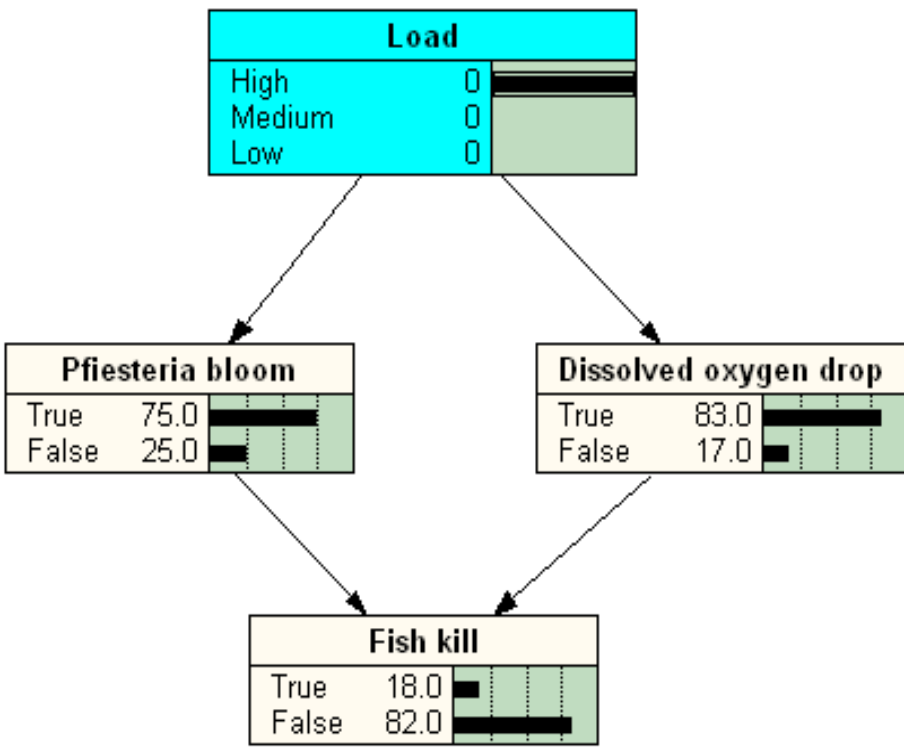 Load
High 0
Medium 0
Low 0
Pfiesteria bloom
True 75.0
False 25.0
Dissolved oxygen drop
True 83.0
False 17.0
Fish kill
True 18.0
False 82.0